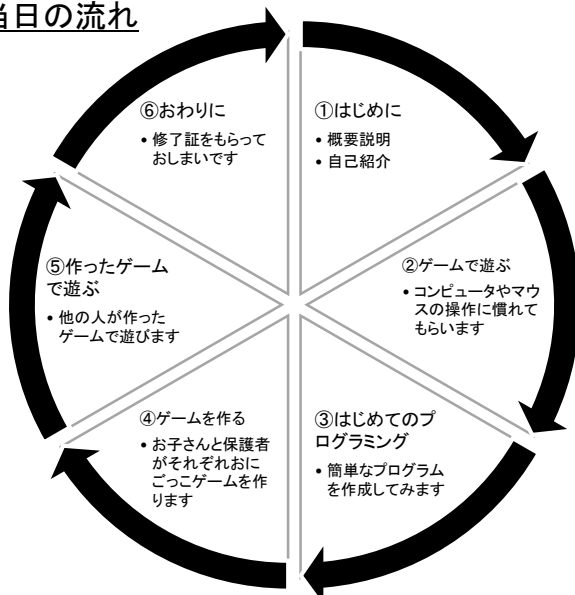 当日の流れ
①はじめに
• 概要説明
• 自己紹介
②ゲームで遊ぶ
• コンピュータやマウ
スの操作に慣れて
もらいます
③はじめてのプ
ログラミング
• 簡単なプログラム
を作成してみます
④ゲームを作る
• お子さんと保護者
がそれぞれおに
ごっこゲームを作
ります
⑤作ったゲーム
で遊ぶ
• 他の人が作った
ゲームで遊びます
⑥おわりに
• 修了証をもらって
おしまいです